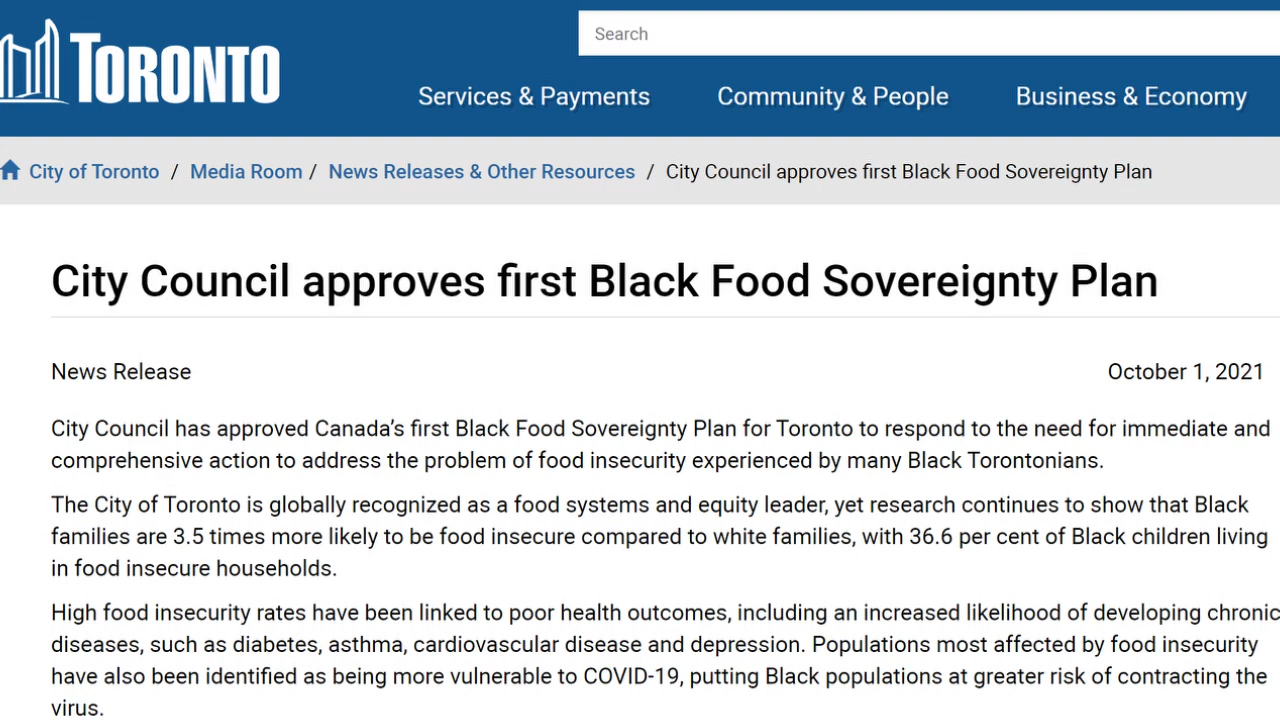 TORONTO
Search
Services & Payments Community & People Business & Economy
City of Toronto / Media Room / News Releases & Other Resources / City Council approves first Black Food Sovereignty Plan
City Council approves first Black Food Sovereignty Plan
News Release October 1, 2021
City Council has approved Canada’s first Black Food Sovereignty Plan for Toronto to respond to the need for immediate and
comprehensive action to address the problem of food insecurity experienced by many Black Torontonians.
The City of Toronto is globally recognized as a food systems and equity leader, yet research continues to show that Black
families are 3.5 times more likely to be food insecure compared to white families, with 36.6 per cent of Black children living
in food insecure households.
High food insecurity rates have been linked to poor health outcomes, including an increased likelihood of developing chronic
diseases, such as diabetes, asthma, cardiovascular disease and depression. Populations most affected by food insecurity
have also been identified as being more vulnerable to COVID-19, putting Black populations at greater risk of contracting the
virus.